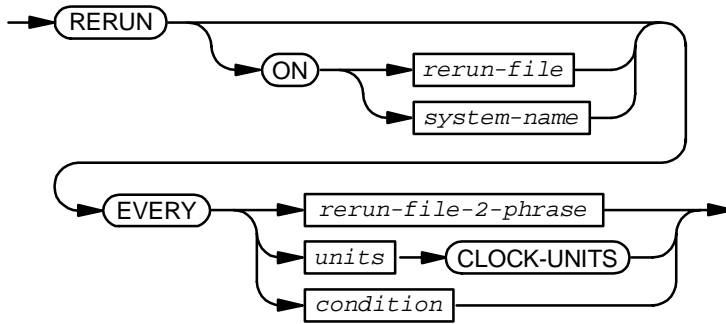 RERUN
ON rerun-file
system-name
EVERY rerun-file-2-phrase
units CLOCK-UNITS
condition